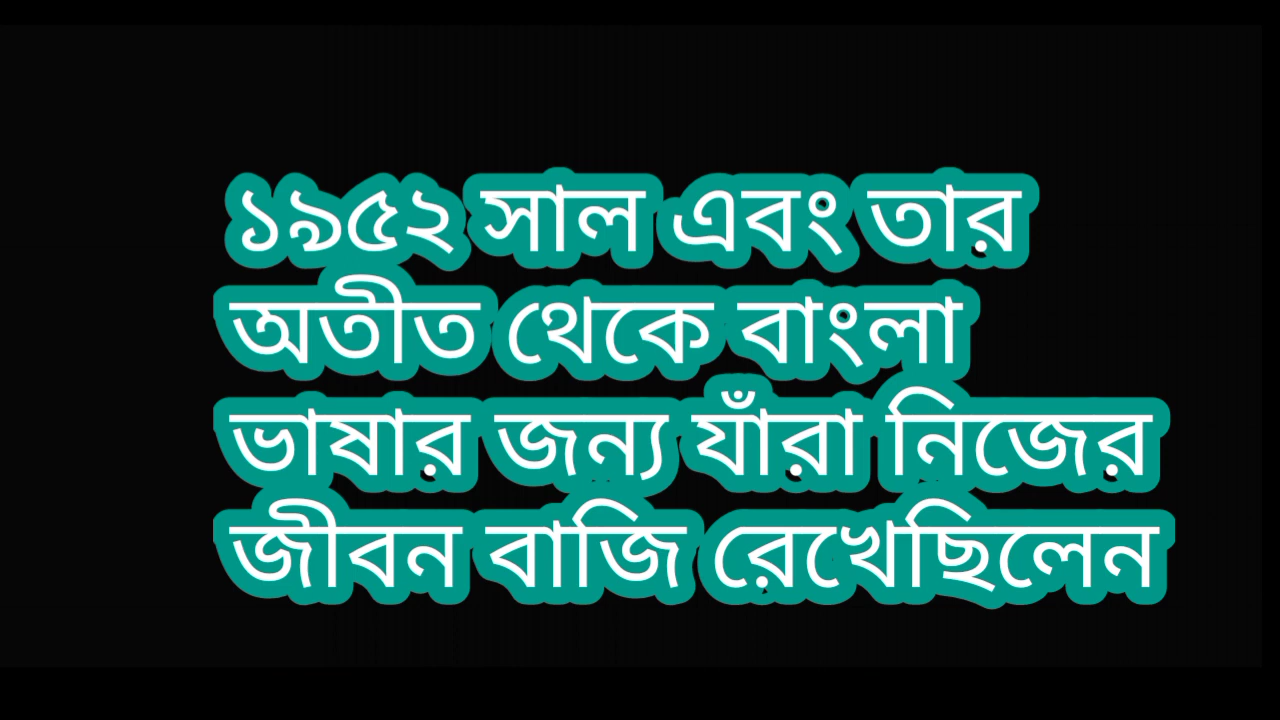 ১৯৫২ সাল এবং তার
অতীত থেকে বাংলা
ভাষার জন্য যাঁরা নিজের
জীবন বাজি রেখেছিলেন